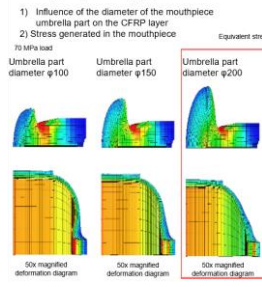 1) Influence of the diameter of the mouthpiece
umbrella part on the CFRP layer
2) Stress generated in the mouthpiece
Equivalent stre
70 MPa load
Umbrella part
diameter φ100
Umbrella part
diameter φ150
Umbrella part
diameter φ200
50x magnified
deformation diagram
50x magnified
deformation diagram
50x magnified
deformation diagram